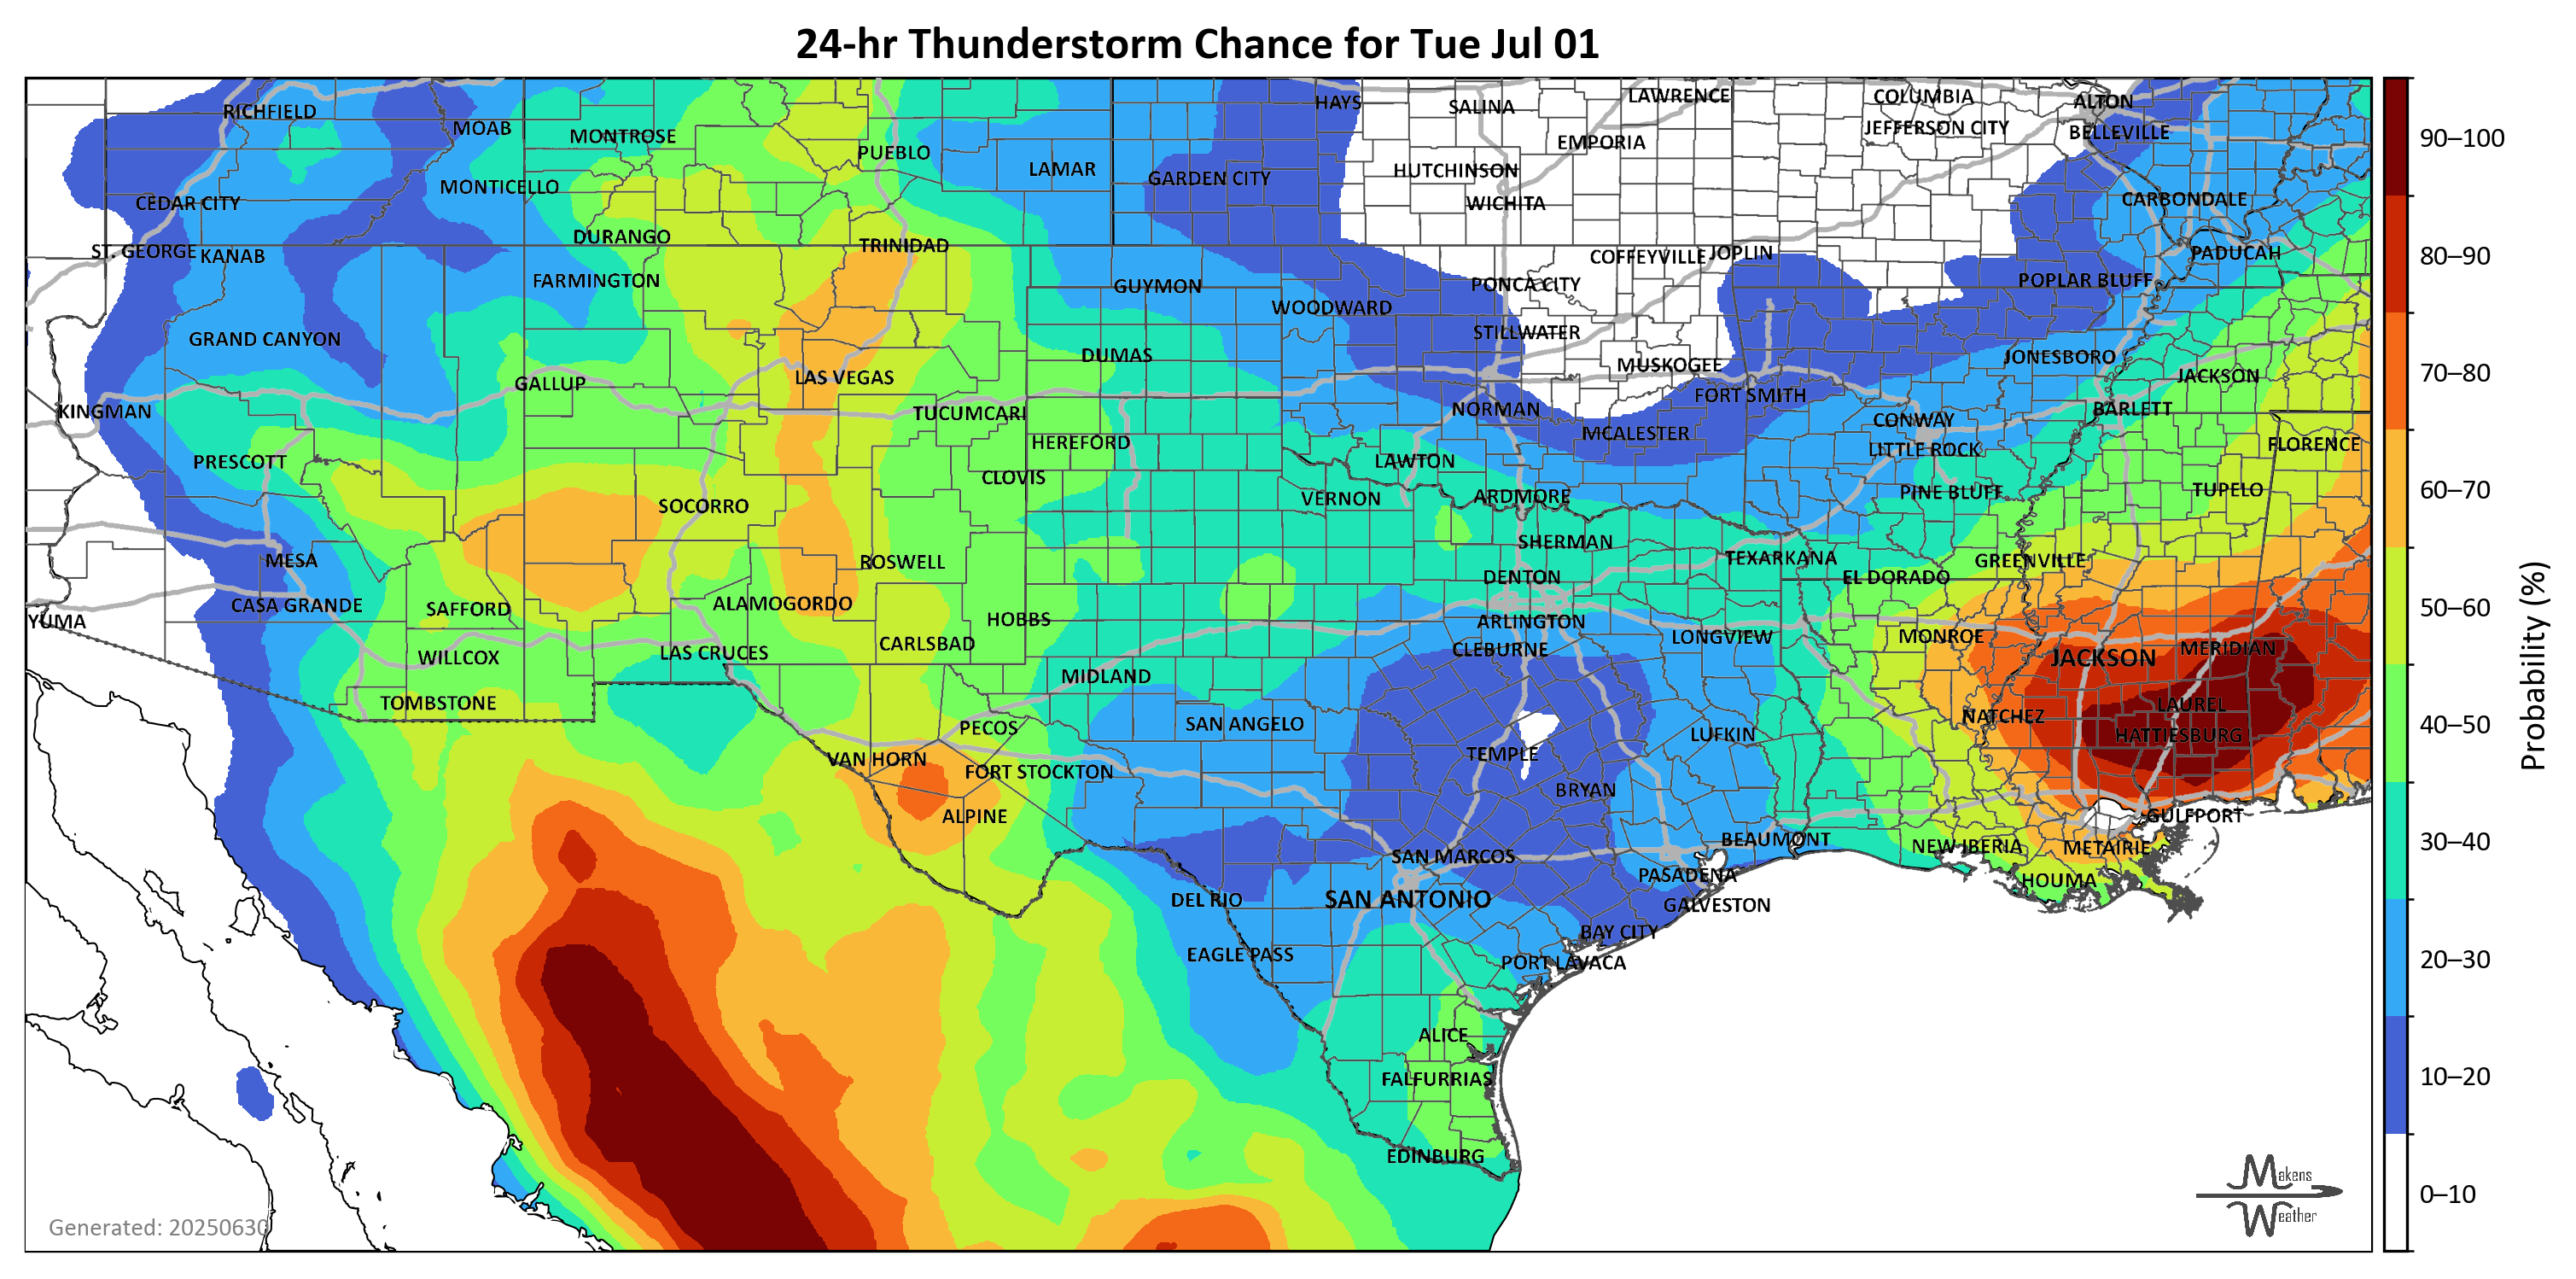 24-hr Thunderstorm Chance for Tue Jul 01
RICHFIELD
MOAB
MONTROSE
PUEBLO
LAMAR
HAYS
SALINA
LAWRENCE
COLUMBIA
ALTON
EMPORIA
JEFFERSON CITY
BELLEVILLE
MONTICELLO
GARDEN CITY
HUTCHINSON
WICHITA
CEDAR CITY
CARBONDALE
ST. GEORGE
KANAB
DURANGO
TRINIDAD
COFFEYVILLE
JOPLIN
PADUCAH
FARMINGTON
GUYMON
WOODWARD
PONCA CITY
POPLAR BLUFF
GRAND CANYON
STILLWATER
DUMAS
MUSKOGEE
JONESBORO
GALLUP
LAS VEGAS
JACKSON
KINGMAN
TUCUMCARI
NORMAN
FORT SMITH
BARLETT
CONWAY
HEREFORD
MCALESTER
LITTLE ROCK
FLORENCE
PRESCOTT
CLOVIS
LAWTON
SOCORRO
VERNON
ARDMORE
PINE BLUFF
TUPELO
MESA
ROSWELL
SHERMAN
TEXARKANA
GREENVILLE
DENTON
EL DORADO
CASA GRANDE
SAFFORD
ALAMOGORDO
YUMA
HOBBS
ARLINGTON
WILLCOX
LAS CRUCES
CARLSBAD
CLEBURNE
LONGVIEW
MONROE
JACKSON
MERIDIAN
MIDLAND
TOMBSTONE
PECOS
SAN ANGELO
LUFKIN
NATCHEZ
LAUREL
HATTIESBURG
VAN HORN
FORT STOCKTON
TEMPLE
BRYAN
ALPINE
GULFPORT
BEAUMONT
NEW IBERIA
METAIRIE
SAN MARCOS
PASADENA
HOUMA
DEL RIO
SAN ANTONIO
GALVESTON
BAY CITY
EAGLE PASS
PORT LAVACA
ALICE
FALFURRIAS
EDINBURG
Generated: 20250630
Makens
Weather
90–100
80–90
70–80
60–70
50–60
40–50
30–40
20–30
10–20
0–10
Probability (%)